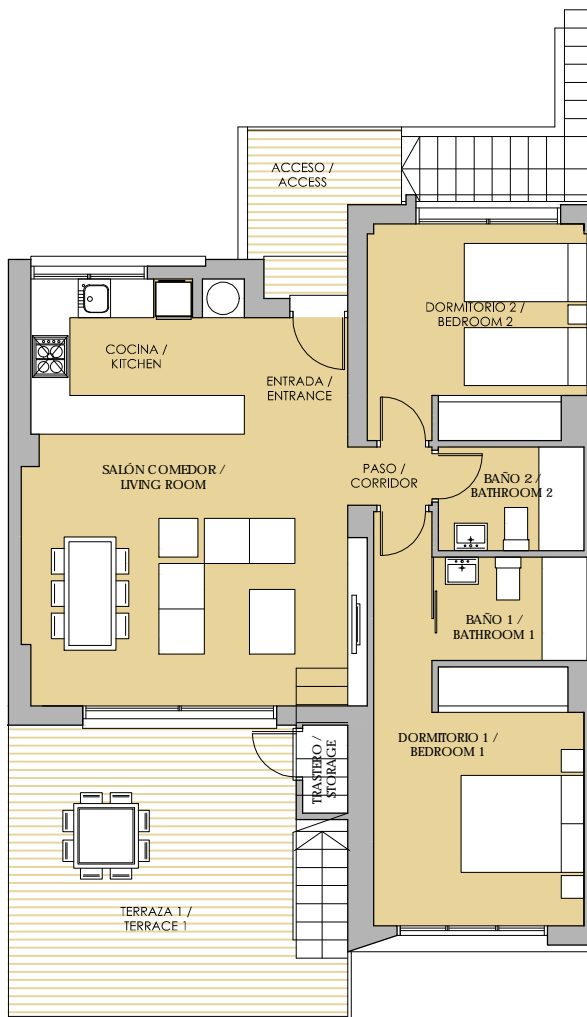 ACCESO /
ACCESS
DORMITORIO 2 /
BEDROOM 2
COCINA /
KITCHEN
ENTRADA /
ENTRANCE
SALÓN COMEDOR /
LIVING ROOM
PASO /
CORRIDOR
BAÑO 2 /
BATHROOM 2
BAÑO 1 /
BATHROOM 1
DORMITORIO 1 /
BEDROOM 1
TRASTERO /
STORAGE
TERRAZA 1 /
TERRACE 1